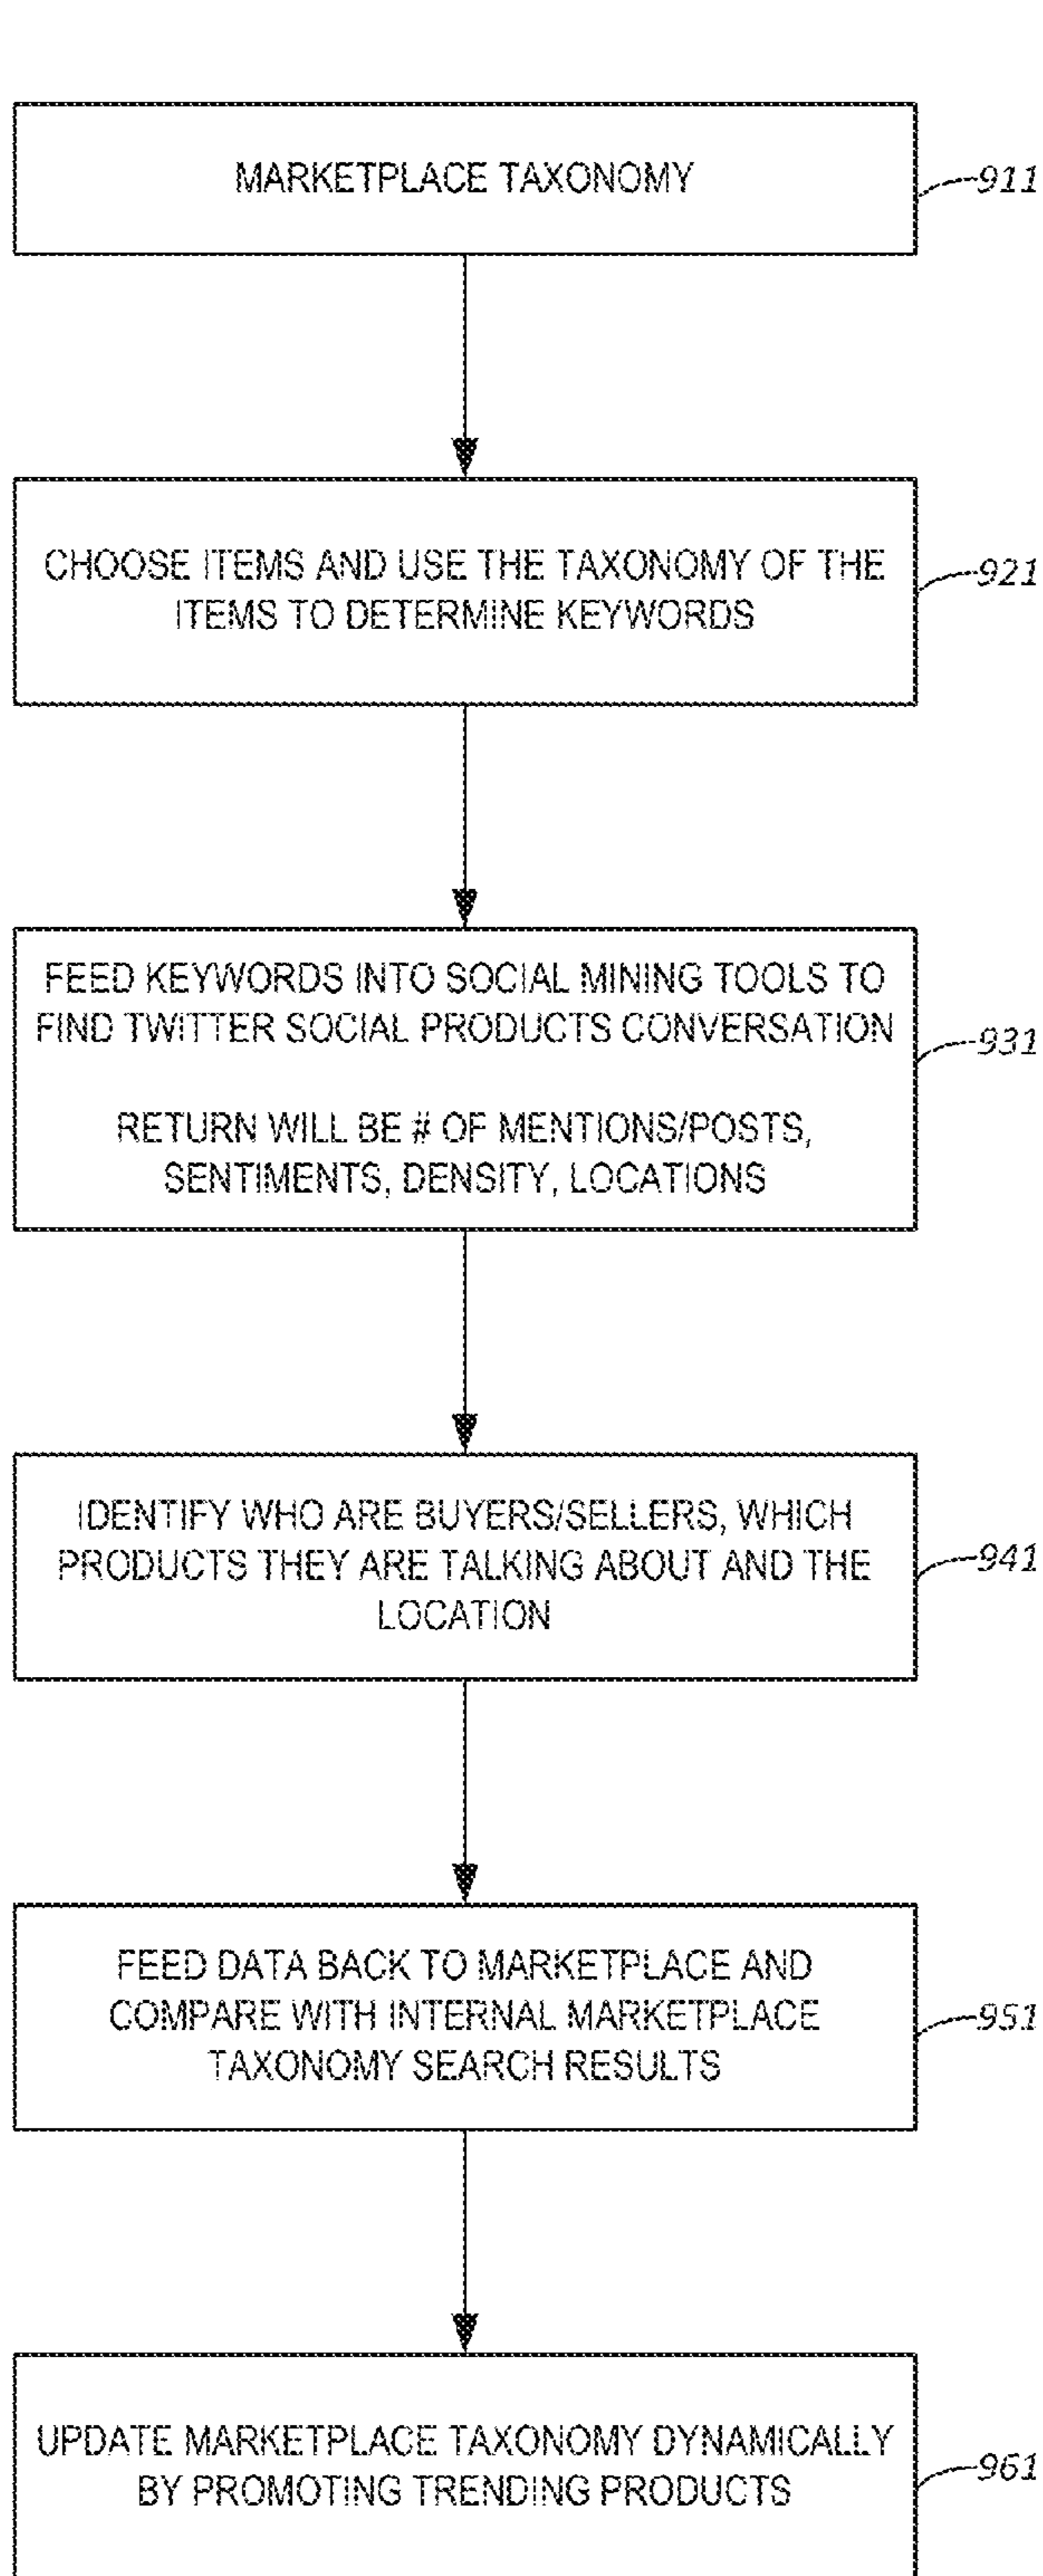 MARKETPLACE TAXONOMY
911
CHOOSE ITEMS AND USE THE TAXONOMY OF THE
ITEMS TO DETERMINE KEYWORDS
921
FEED KEYWORDS INTO SOCIAL MINING TOOLS TO
FIND TWITTER SOCIAL PRODUCTS CONVERSATION
RETURN WILL BE # OF MENTIONS/POSTS,
SENTIMENTS, DENSITY, LOCATIONS
931
IDENTIFY WHO ARE BUYERS/SELLERS, WHICH
PRODUCTS THEY ARE TALKING ABOUT AND THE
LOCATION
941
FEED DATA BACK TO MARKETPLACE AND
COMPARE WITH INTERNAL MARKETPLACE
TAXONOMY SEARCH RESULTS
951
UPDATE MARKETPLACE TAXONOMY DYNAMICALLY
BY PROMOTING TRENDING PRODUCTS
961